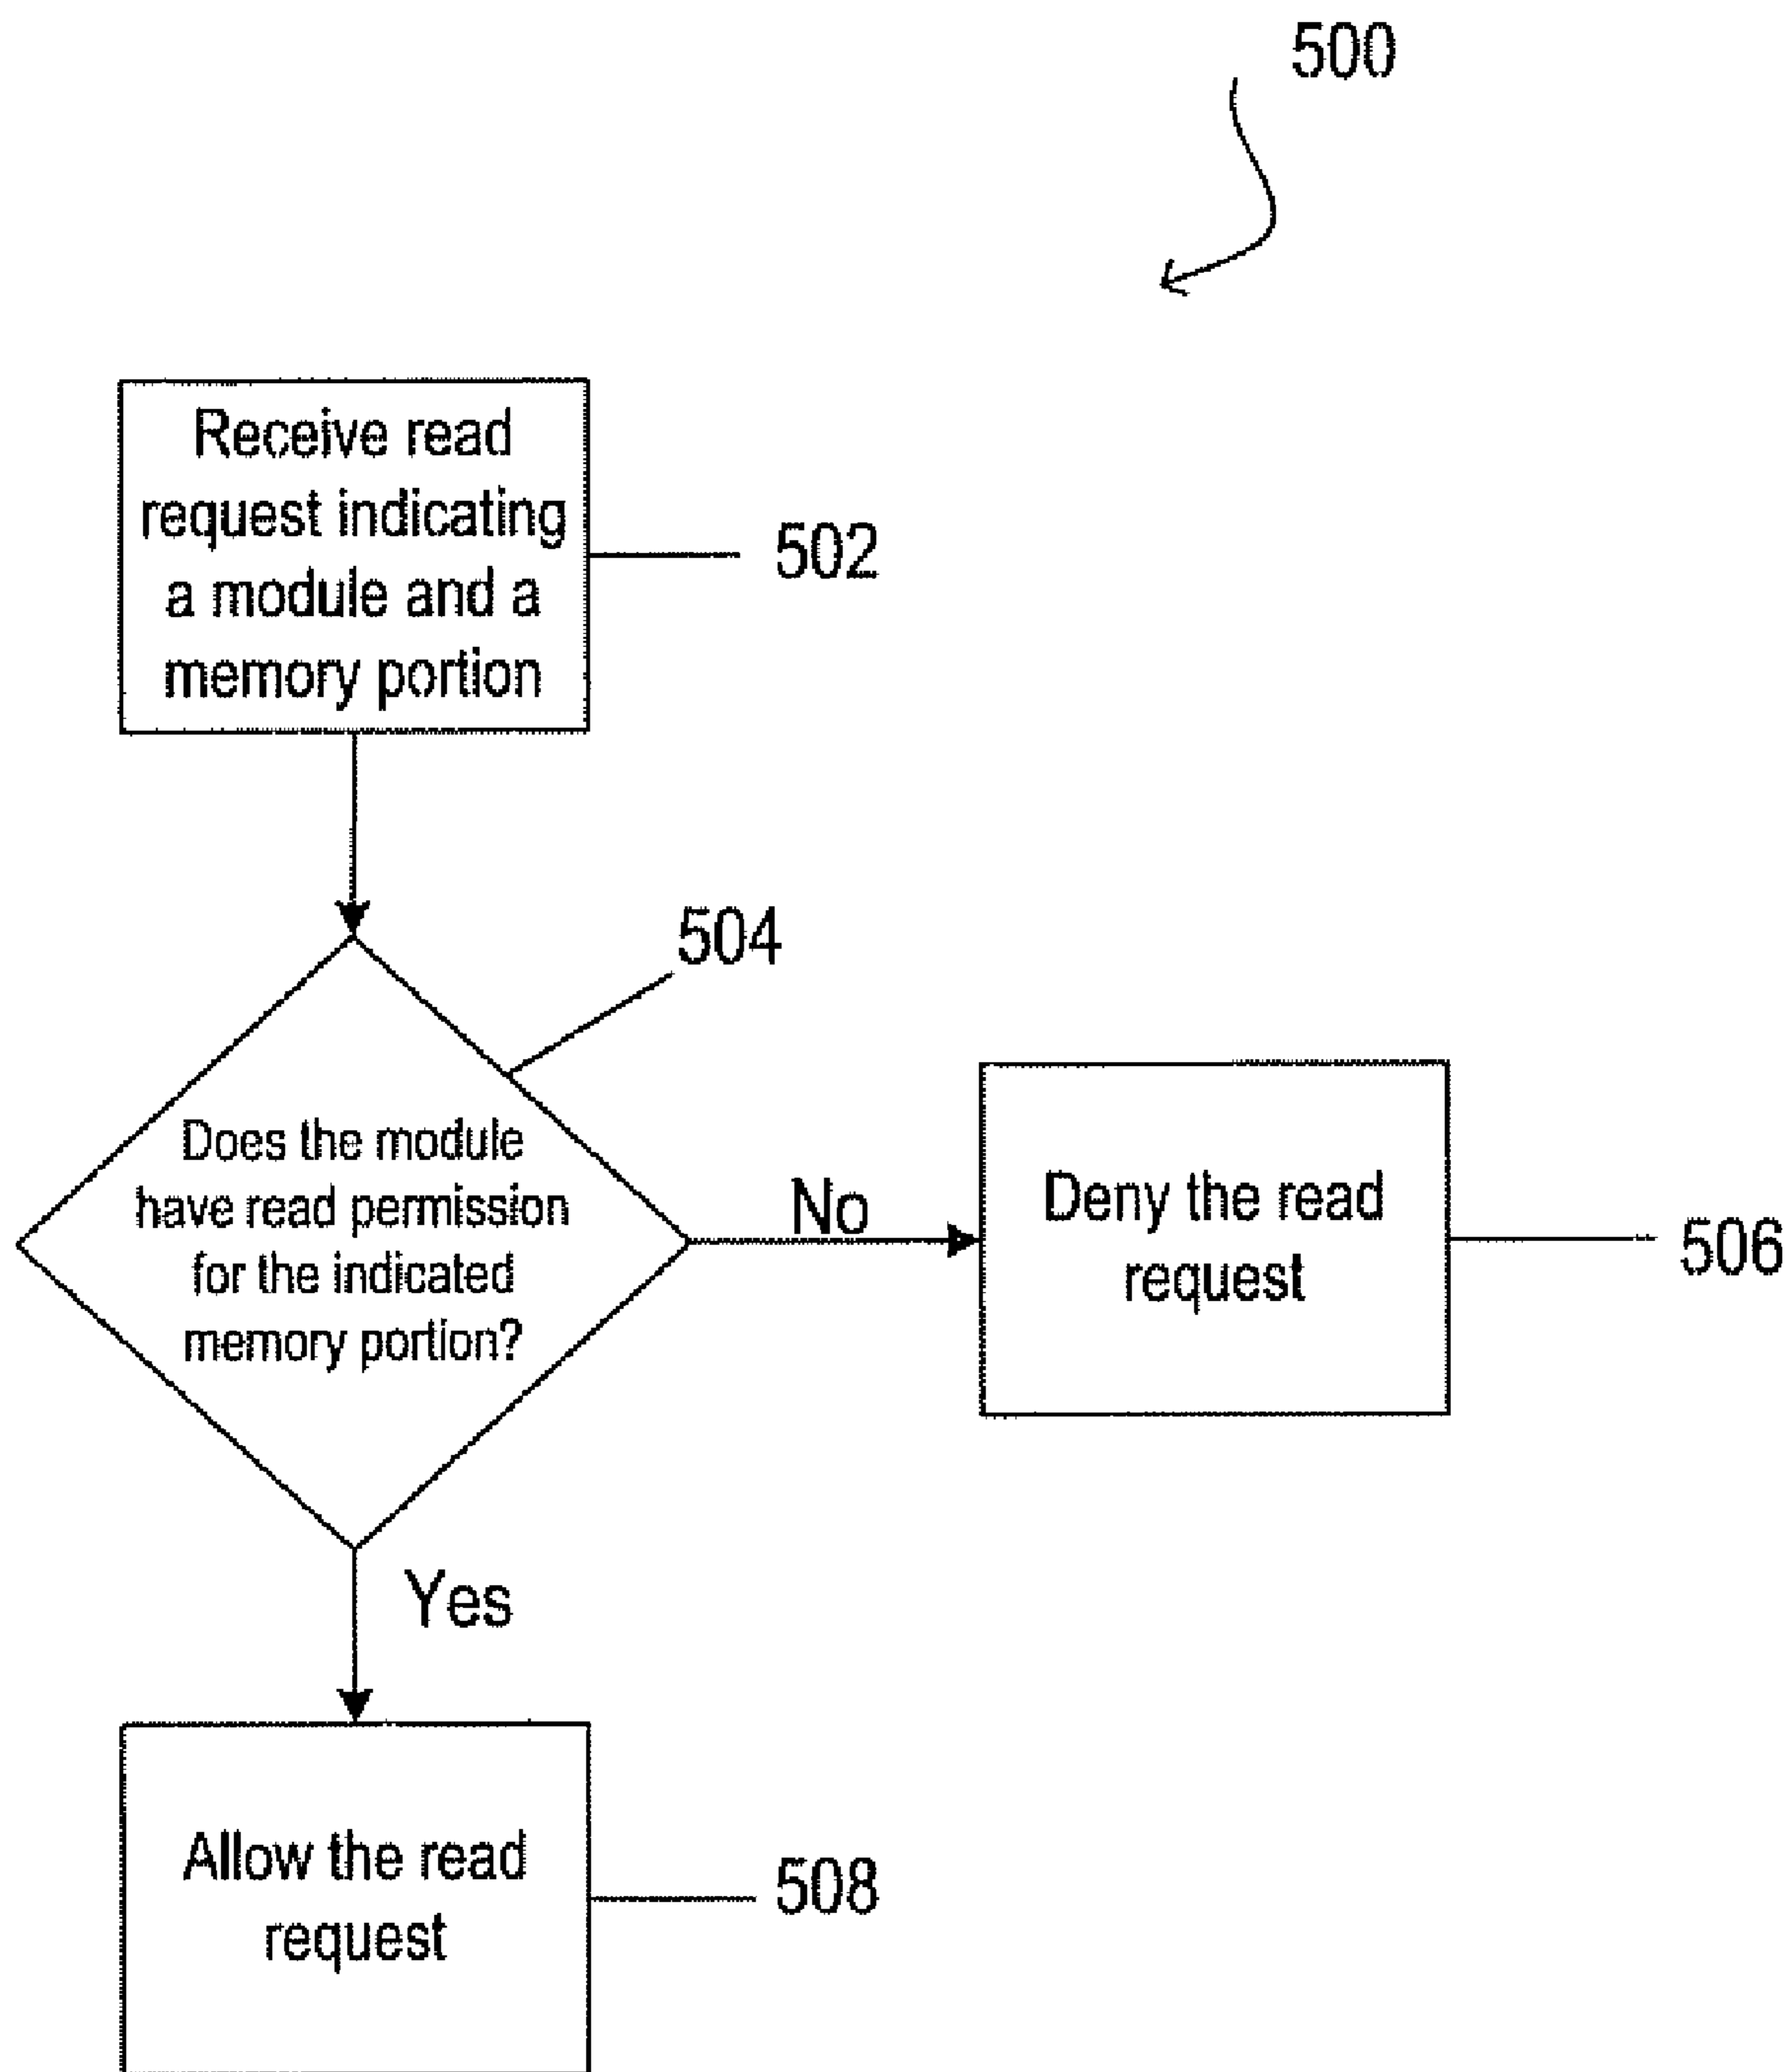 500
Receive read
request indicating
a module and a
memory portion
502
504
Does the module
have read permission
for the indicated
memory portion?
No
Deny the read
request
506
Yes
Allow the read
request
508